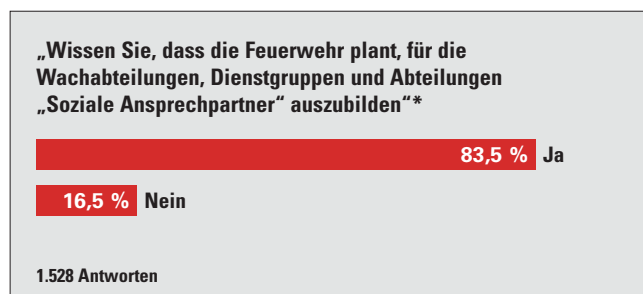 „Wissen Sie, dass die Feuerwehr plant, für die
Wachabteilungen, Dienstgruppen und Abteilungen
„Soziale Ansprechpartner“ auszubilden“*
83,5 % Ja
16,5 % Nein
1.528 Antworten